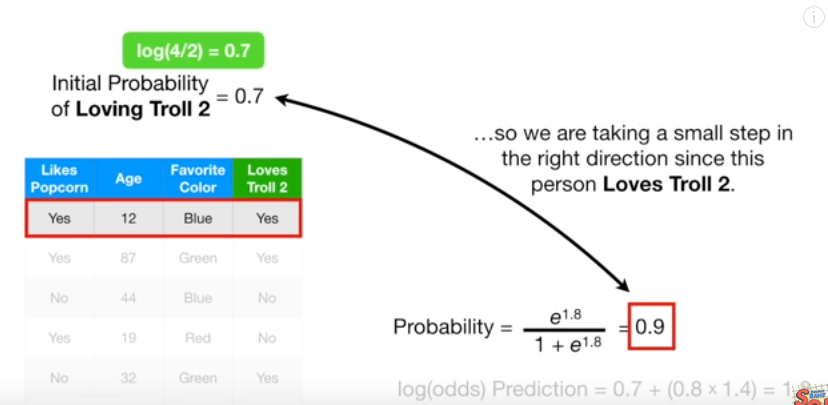 log(4/2) = 0.7
Initial Probability
of Loving Troll 2 = 0.7
...so we are taking a small step in
the right direction since this
person Loves Troll 2.
Likes Popcorn Age Favorite Color Loves Troll 2
Yes 12 Blue Yes
Yes 87 Green Yes
No 44 Blue No
Yes 19 Red No
No 32 Green Yes
Probability = e^1.8 / 1 + e^1.8 = 0.9
log(odds) Prediction = 0.7 + (0.8 × 1.4) =